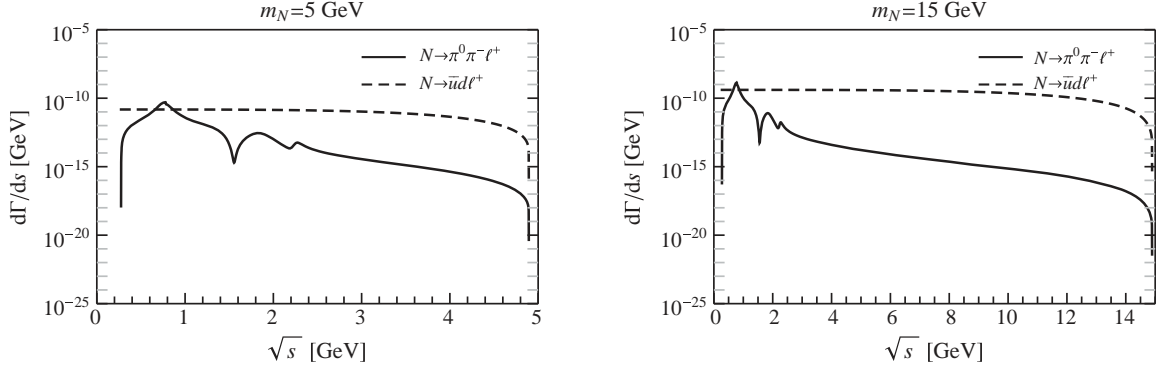 m_N=5 GeV
10^−5
10^−10
10^−15
10^−20
10^−25
dΓ/ds [GeV]
N→π^0π^−ℓ^+
N→u̅dℓ^+
0 1 2 3 4 5
√s [GeV]
m_N=15 GeV
10^−5
10^−10
10^−15
10^−20
10^−25
dΓ/ds [GeV]
N→π^0π^−ℓ^+
N→u̅dℓ^+
0 2 4 6 8 10 12 14
√s [GeV]